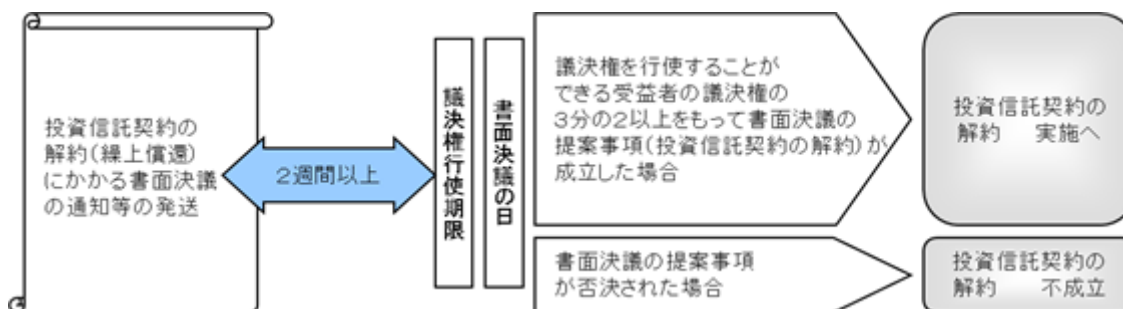 投資信託契約の
解約(繰上償還)
にかかる書面決議
の通知等の発送
2週間以上
議決権行使期限
書面決議の日
議決権を行使することが
できる受益者の議決権の
3分の2以上をもって書面決議の
提案事項(投資信託契約の解約)が
成立した場合
投資信託契約の
解約　実施へ
書面決議の提案事項
が否決された場合
投資信託契約の
解約　不成立